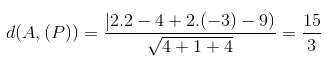 d(A, (P)) = \frac{|2.2 - 4 + 2.(-3) - 9)}{\sqrt{4 + 1 + 4}} = \frac{15}{3}